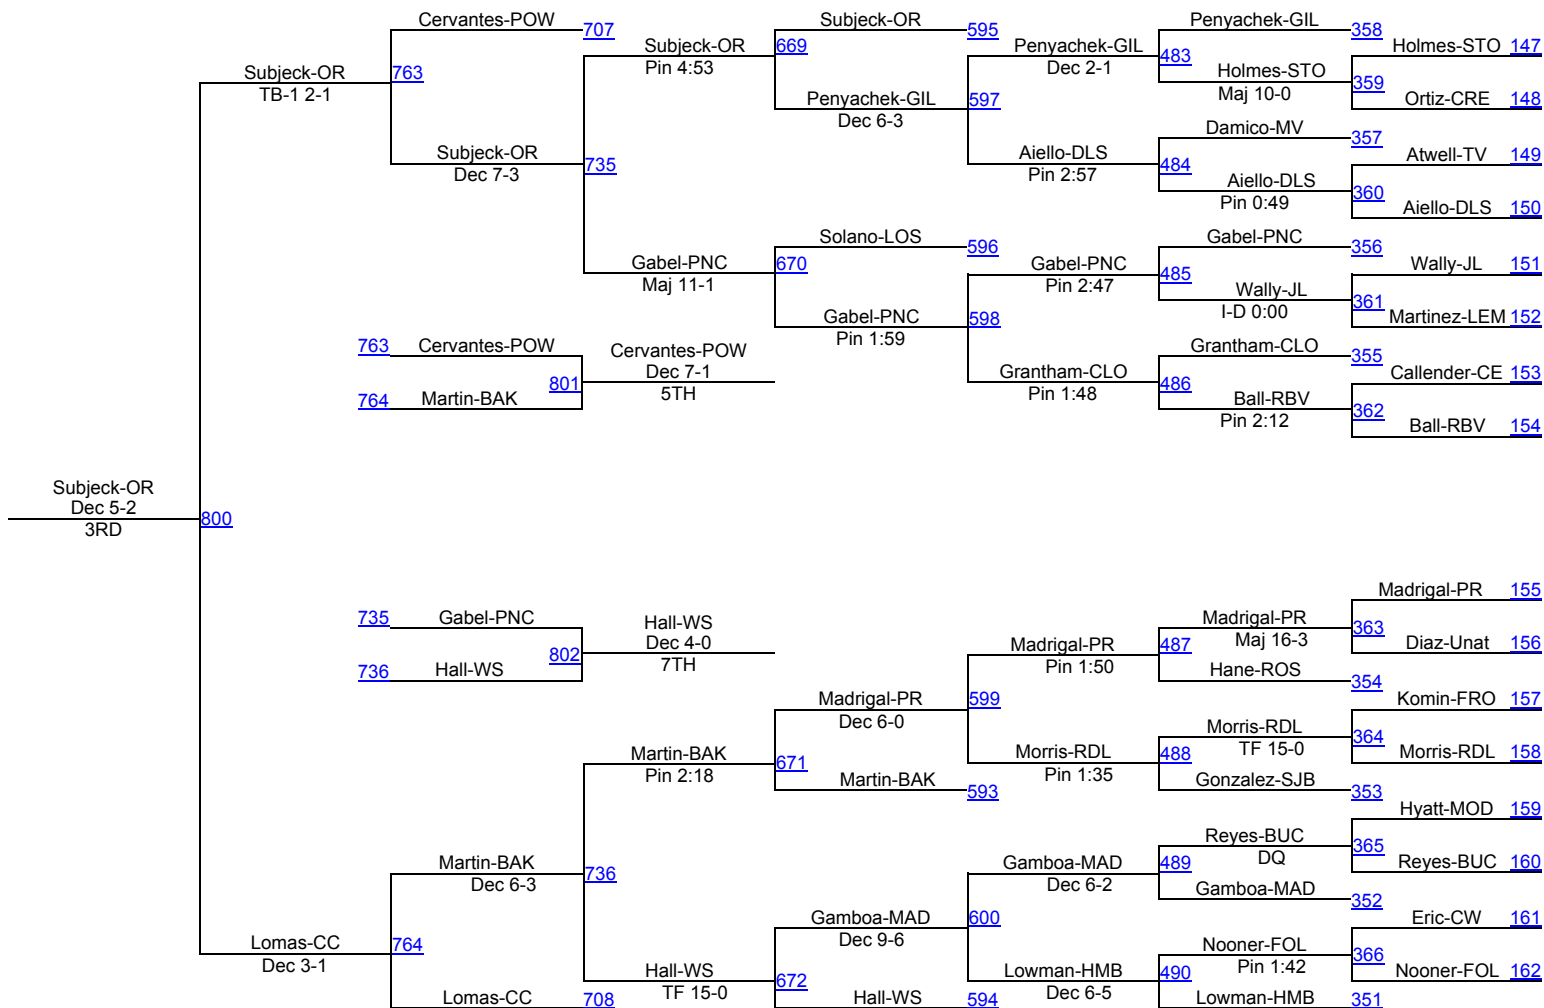 Cervantes-POW
707
Subjeck-OR
595
Penyachek-GIL
358
Subjeck-OR
Pin 4:53
669
Penyachek-GIL
Dec 2-1
483
Holmes-STO 147
Subjeck-OR
TB-1 2-1
763
Holmes-STO
Maj 10-0
359
Penyachek-GIL
Dec 6-3
597
Ortiz-CRE 148
Damico-MV
357
Subjeck-OR
Dec 7-3
735
Aiello-DLS
Pin 2:57
484
Atwell-TV 149
Aiello-DLS
Pin 0:49
360
Aiello-DLS 150
Solano-LOS
596
Gabel-PNC
356
Gabel-PNC
Maj 11-1
670
Gabel-PNC
Pin 2:47
485
Wally-JL 151
Wally-JL
I-D 0:00
361
Gabel-PNC
Pin 1:59
598
Martinez-LEM 152
763 Cervantes-POW
Cervantes-POW
Dec 7-1
5TH
Grantham-CLO
355
801
Grantham-CLO
Pin 1:48
486
Callender-CE 153
764 Martin-BAK
Ball-RBV
Pin 2:12
362
Ball-RBV 154
Subjeck-OR
Dec 5-2
3RD
800
Madrigal-PR 155
735 Gabel-PNC
Hall-WS
Dec 4-0
7TH
Madrigal-PR
Maj 16-3
363
802
Madrigal-PR
Pin 1:50
487
Diaz-Unat 156
736 Hall-WS
Hane-ROS
354
Madrigal-PR
Dec 6-0
599
Komin-FRO 157
Morris-RDL
TF 15-0
364
Martin-BAK
Pin 2:18
671
Morris-RDL
Pin 1:35
488
Morris-RDL 158
Martin-BAK
593
Gonzalez-SJB
353
Hyatt-MOD 159
Reyes-BUC
DQ
365
Martin-BAK
Dec 6-3
736
Gamboa-MAD
Dec 6-2
489
Reyes-BUC 160
Gamboa-MAD
352
Gamboa-MAD
Dec 9-6
600
Eric-CW 161
Lomas-CC
Dec 3-1
764
Nooner-FOL
Pin 1:42
366
Hall-WS
TF 15-0
672
Lowman-HMB
Dec 6-5
490
Nooner-FOL 162
Lomas-CC
708
Hall-WS
594
Lowman-HMB
351